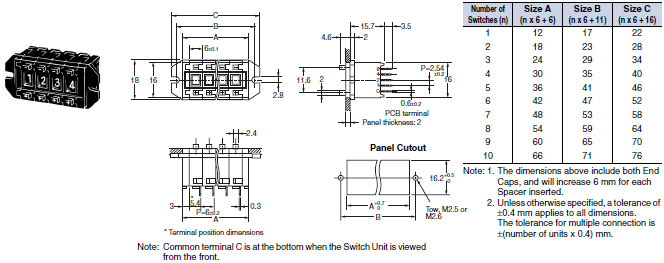 C
B
A
6±0.1
18
16
2.8
1 2 3 4
15.7
3.5
4.6
2
11.6
2
P=2.54
±0.2
16
0.6±0.2
PCB terminal
Panel thickness: 2
2.4
3
5.4
P=6±0.2
0.3
A
* Terminal position dimensions
Panel Cutout
16.2 +0.5 0
A +0.7 0
B
Tow, M2.5 or
M2.6
Note: Common terminal C is at the bottom when the Switch Unit is viewed
from the front.
Number of Switches (n) Size A (n x 6 + 6) Size B (n x 6 + 11) Size C (n x 6 + 16)
1 12 17 22
2 18 23 28
3 24 29 34
4 30 35 40
5 36 41 46
6 42 47 52
7 48 53 58
8 54 59 64
9 60 65 70
10 66 71 76
Note: 1. The dimensions above include both End
Caps, and will increase 6 mm for each
Spacer inserted.
2. Unless otherwise specified, a tolerance of
±0.4 mm applies to all dimensions.
The tolerance for multiple connection is
±(number of units x 0.4) mm.